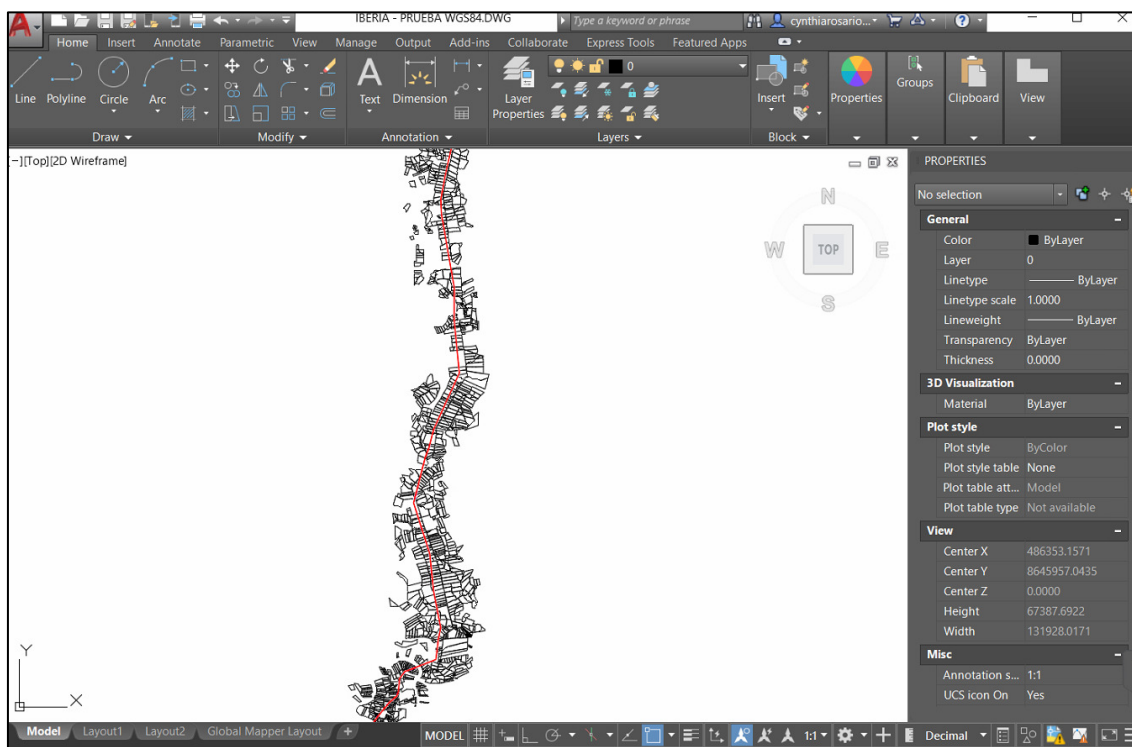 IBERIA - PRUEBA WGS84.DWG
Type a keyword or phrase
cynthiarosario...
Home Insert Annotate Parametric View Manage Output Add-ins Collaborate Express Tools Featured Apps
0
Line Polyline Circle Arc Text Dimension Layer Properties Insert Properties Groups Clipboard View
Draw Modify Annotation Layers Block
[Top][2D Wireframe]
N
W TOP E
S
Y
X
PROPERTIES
No selection
General
Color ByLayer
Layer 0
Linetype ByLayer
Linetype scale 1.0000
Lineweight ByLayer
Transparency ByLayer
Thickness 0.0000
3D Visualization
Material ByLayer
Plot style
Plot style ByColor
Plot style table None
Plot table att... Model
Plot table type Not available
View
Center X 486353.1571
Center Y 8645957.0435
Center Z 0.0000
Height 67387.6922
Width 131928.0171
Misc
Annotation s... 1:1
UCS icon On Yes
Model Layout1 Layout2 Global Mapper Layout +
MODEL 1:1 Decimal